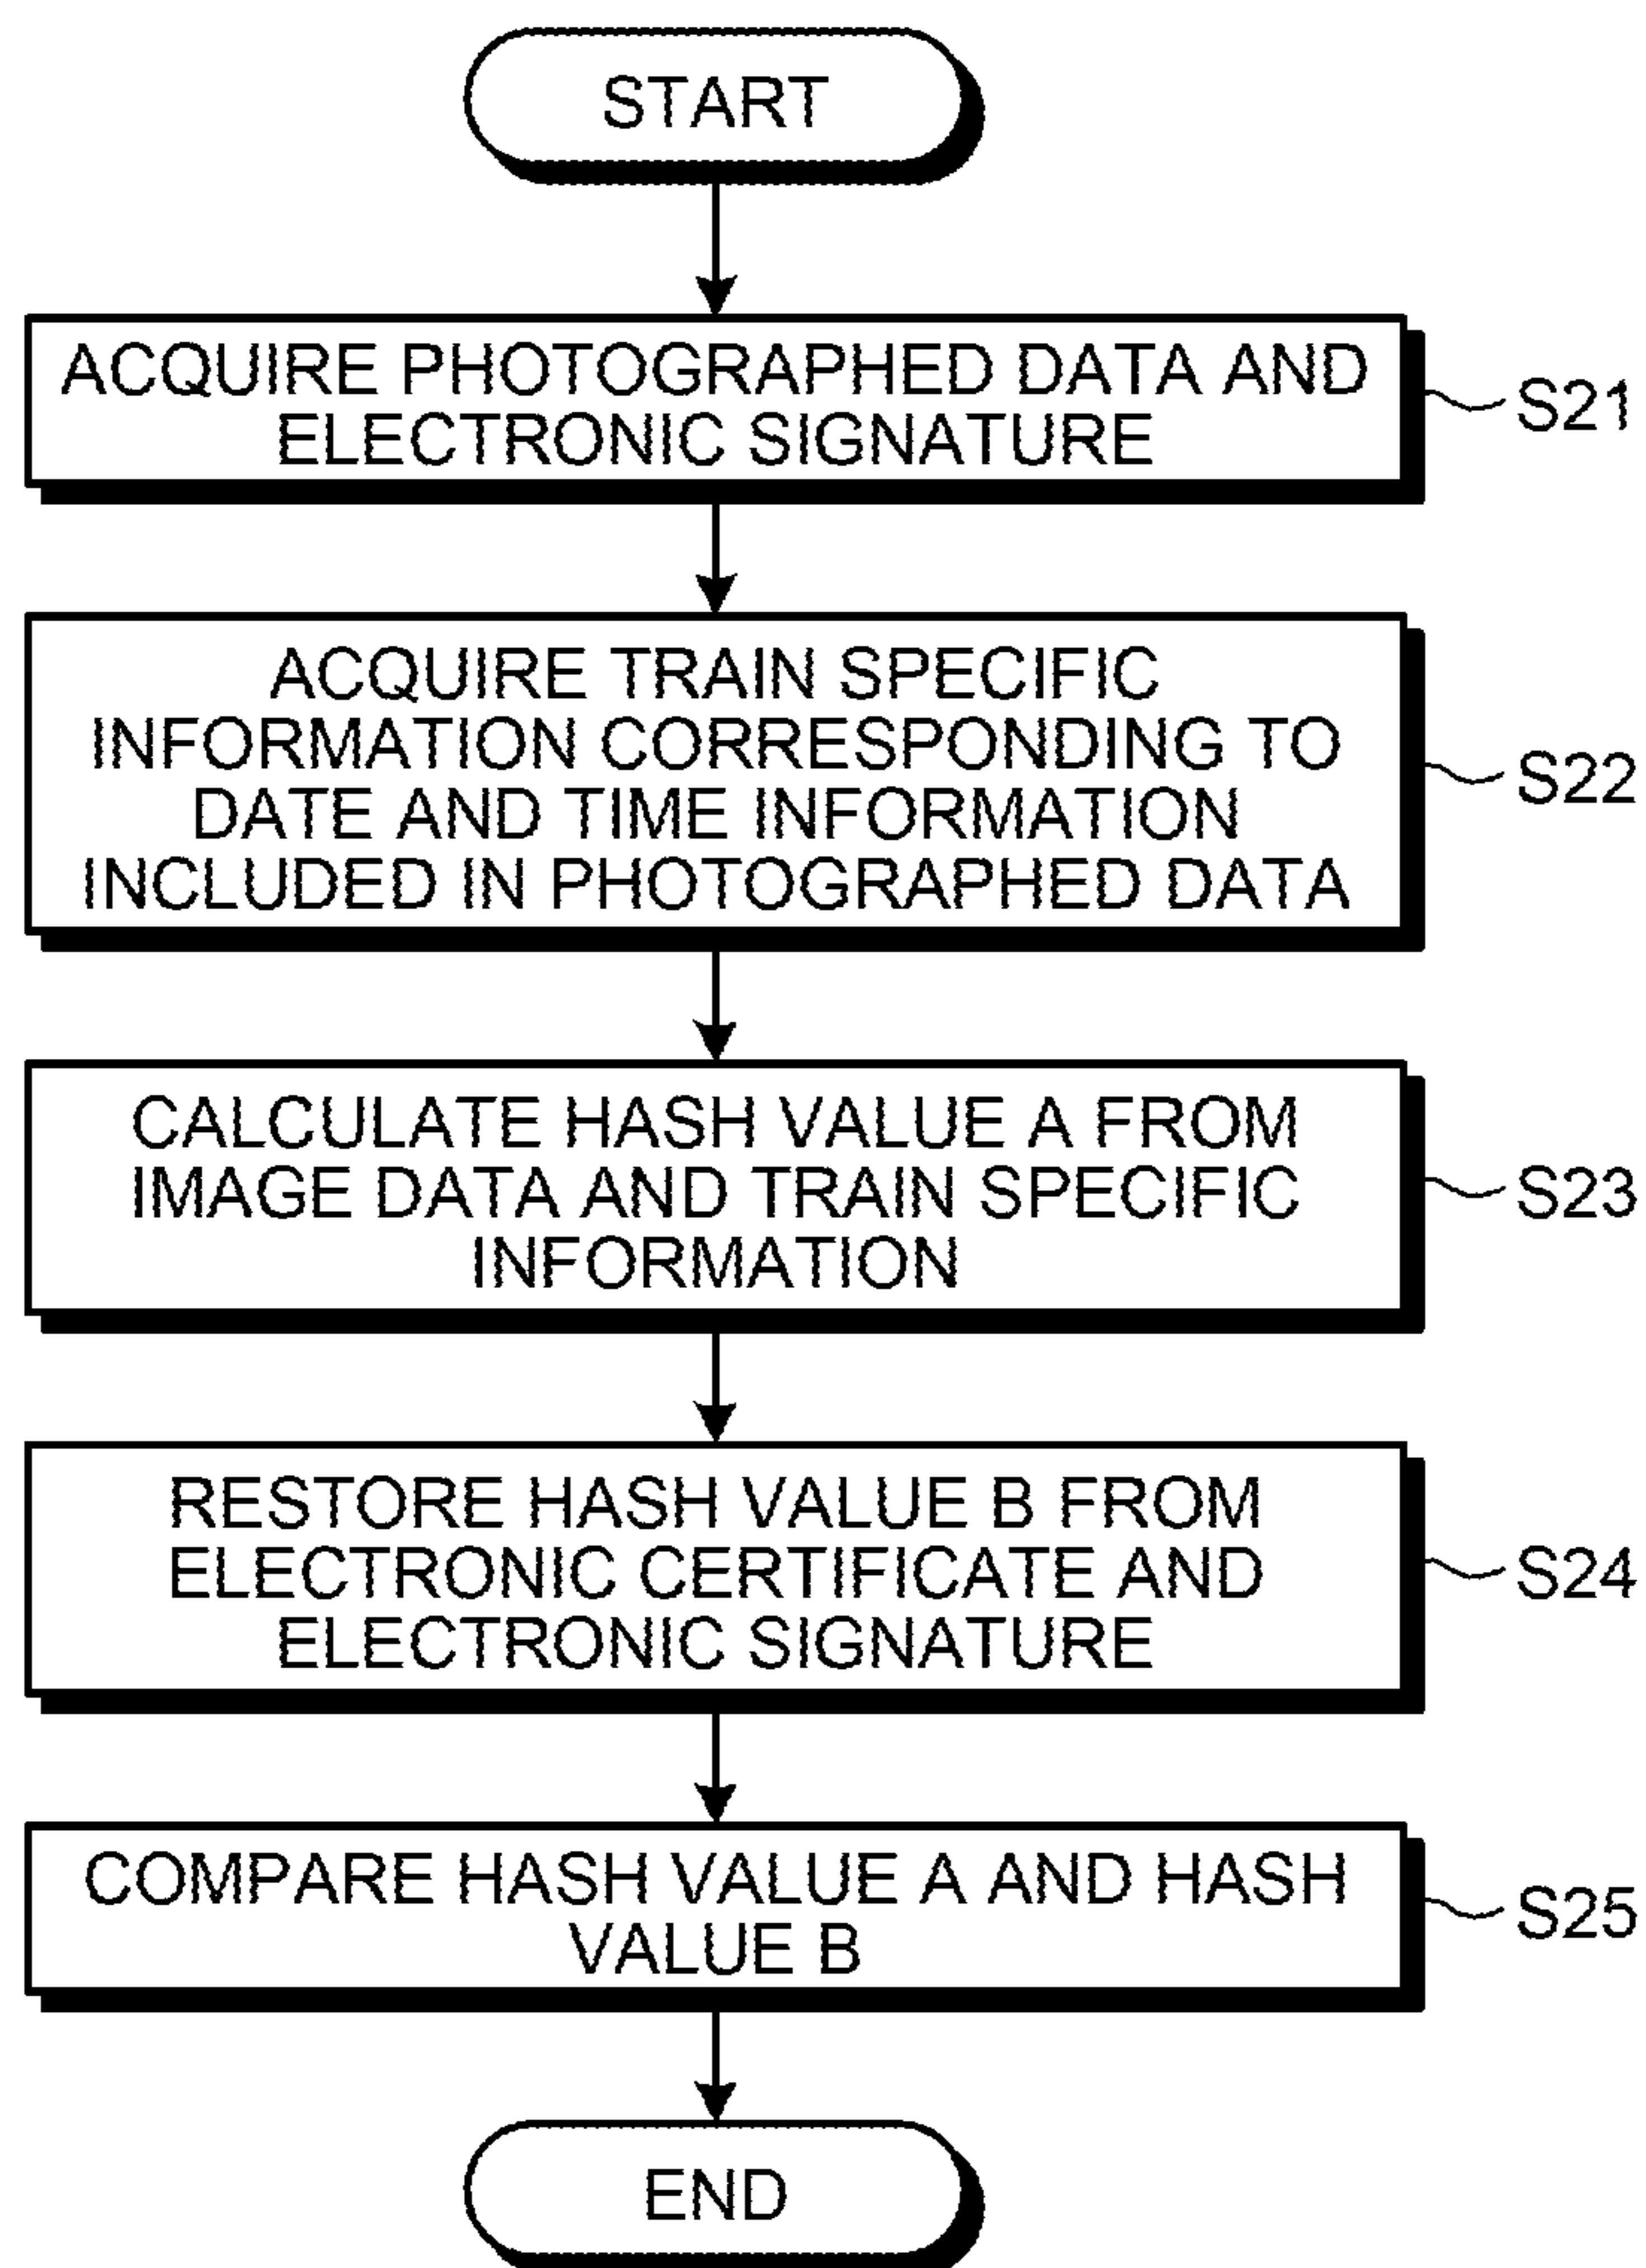 START
ACQUIRE PHOTOGRAPHED DATA AND
ELECTRONIC SIGNATURE
S21
ACQUIRE TRAIN SPECIFIC
INFORMATION CORRESPONDING TO
DATE AND TIME INFORMATION
INCLUDED IN PHOTOGRAPHED DATA
S22
CALCULATE HASH VALUE A FROM
IMAGE DATA AND TRAIN SPECIFIC
INFORMATION
S23
RESTORE HASH VALUE B FROM
ELECTRONIC CERTIFICATE AND
ELECTRONIC SIGNATURE
S24
COMPARE HASH VALUE A AND HASH
VALUE B
S25
END